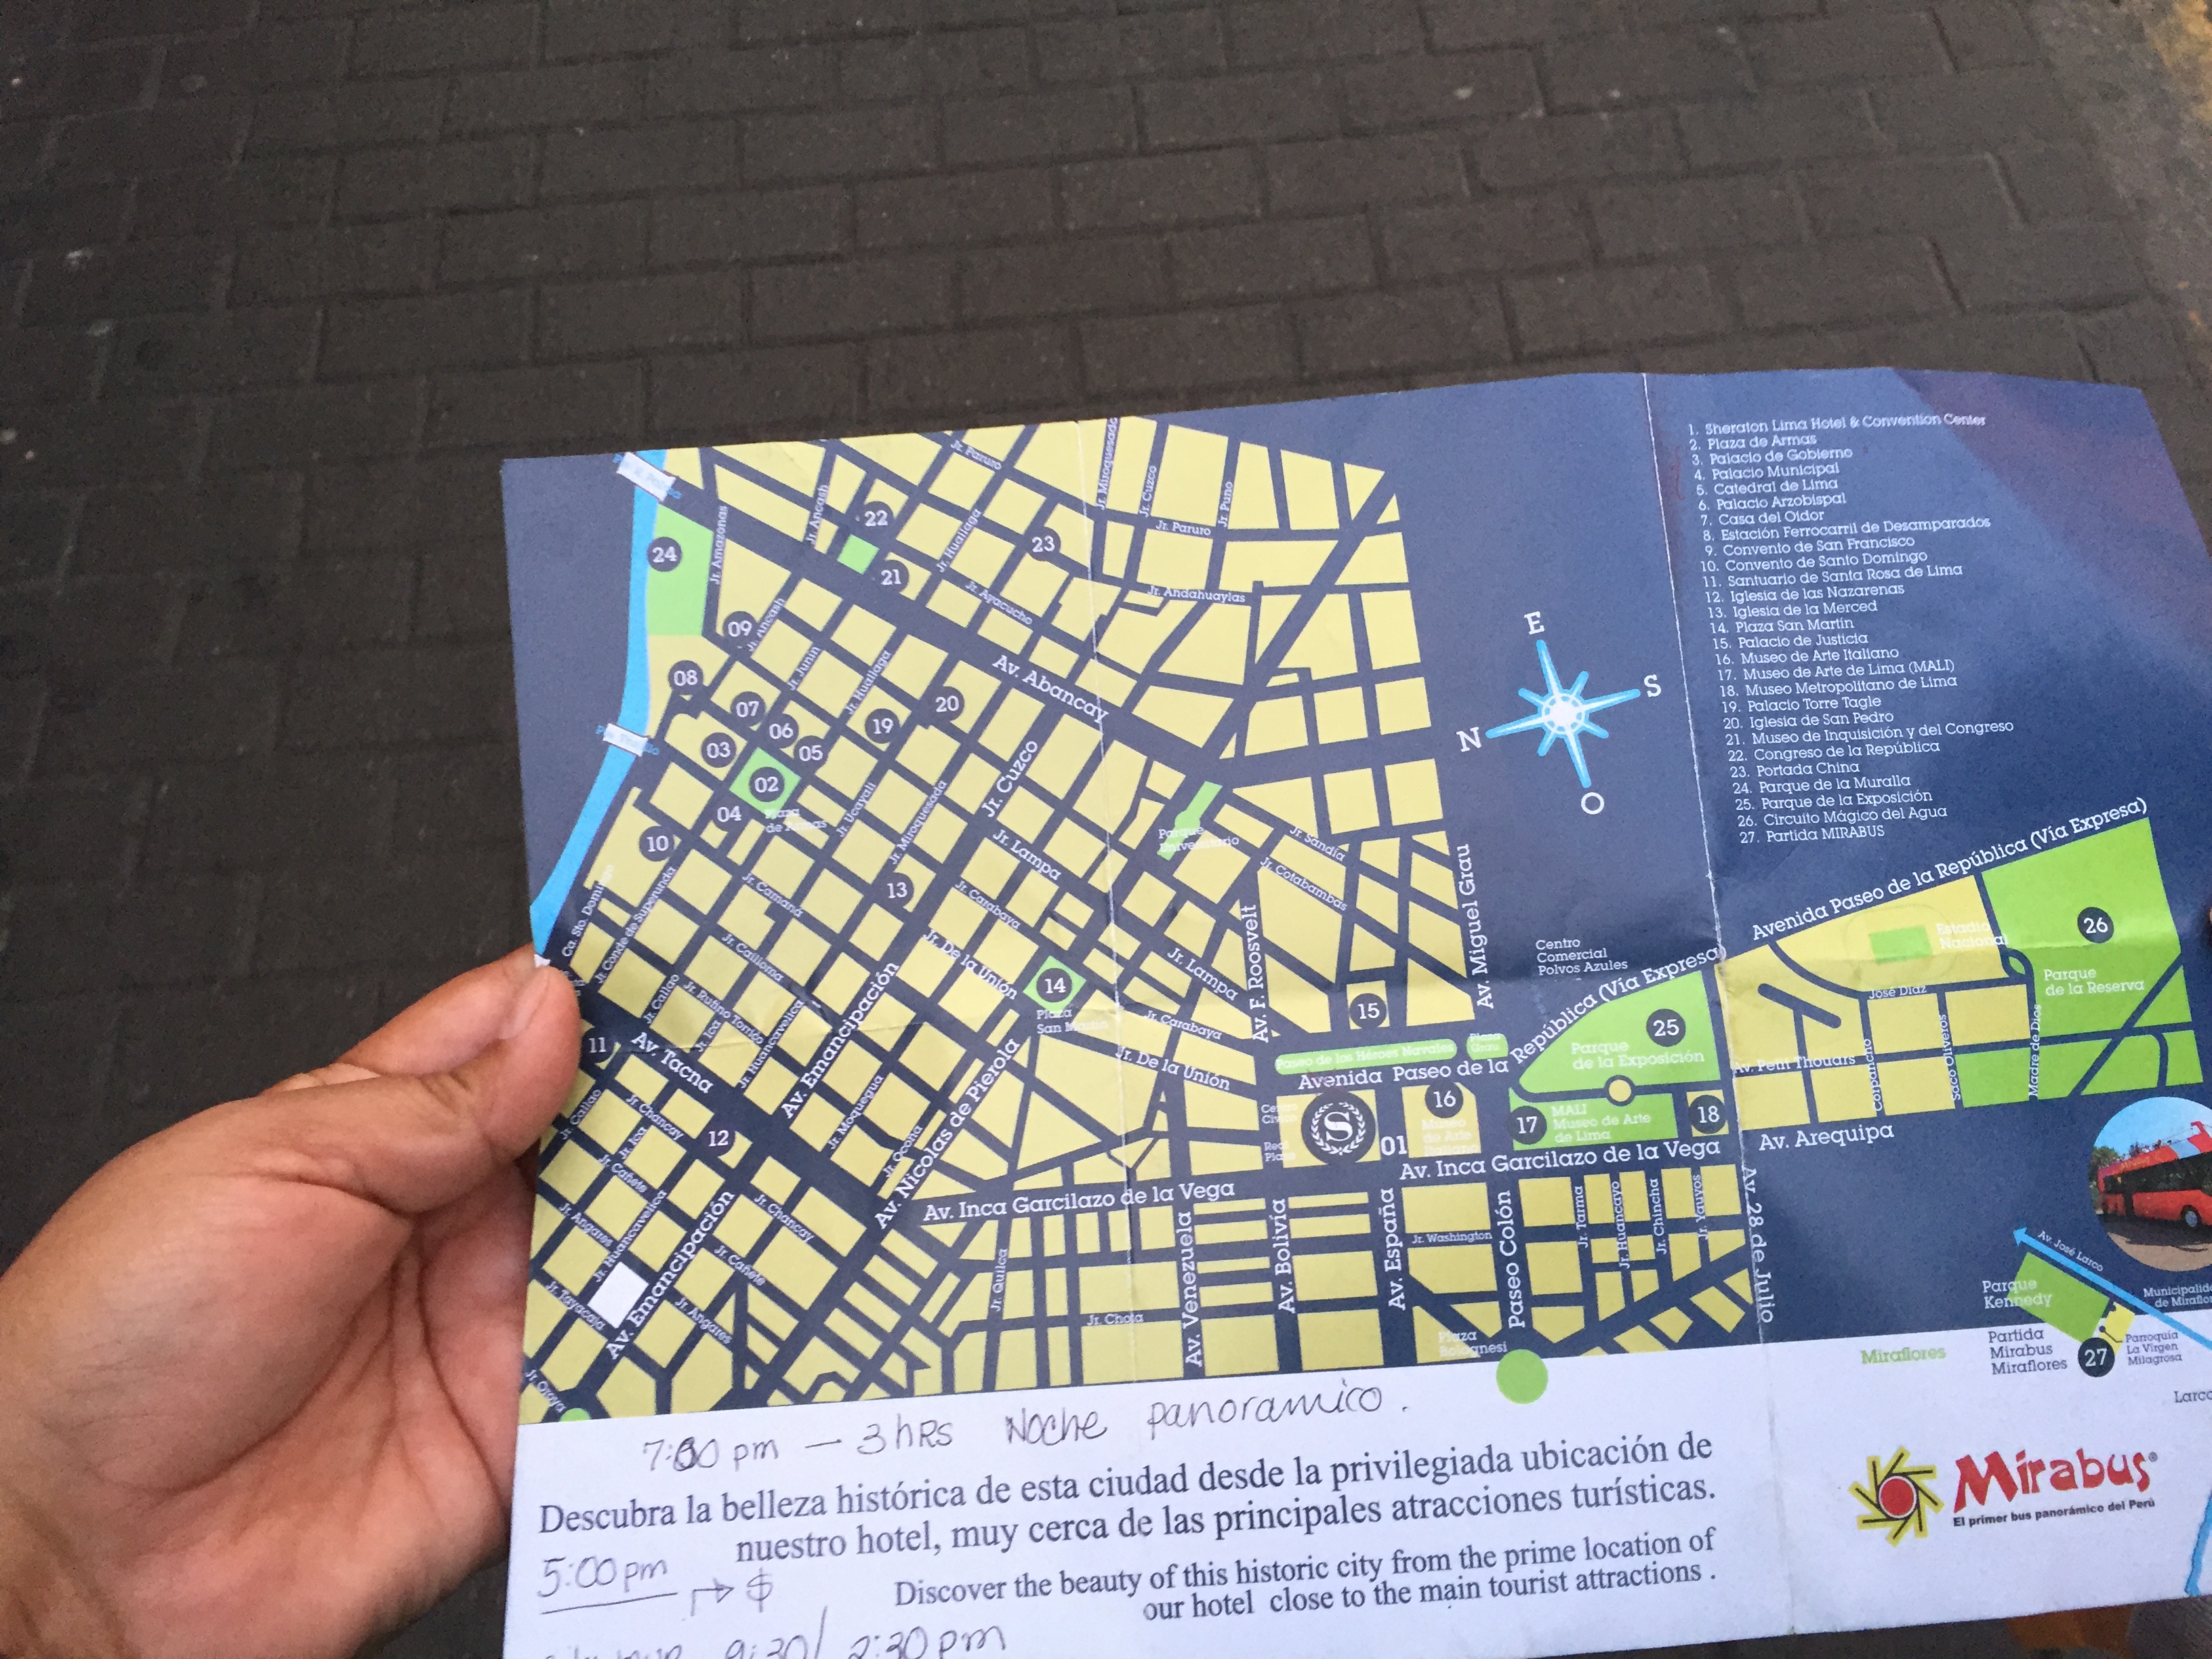 1. Sheraton Lima Hotel & Convention Center
2. Plaza de Armas
3. Palacio de Gobierno
4. Palacio Municipal
5. Catedral de Lima
6. Palacio Arzobispal
7. Casa del Oidor
8. Estación Ferrocarril de Desamparados
9. Convento de San Francisco
10. Convento de Santo Domingo
11. Santuario de Santa Rosa de Lima
12. Iglesia de las Nazarenas
13. Iglesia de la Merced
14. Plaza San Martín
15. Palacio de Justicia
16. Museo de Arte Italiano
17. Museo de Arte de Lima (MALI)
18. Museo Metropolitano de Lima
19. Palacio Torre Tagle
20. Iglesia de San Pedro
21. Museo de Inquisición y del Congreso
22. Congreso de la República
23. Portada China
24. Parque de la Muralla
25. Parque de la Exposición
26. Circuito Mágico del Agua
27. Partida MIRABUS
Jr. Paruro
Jr. Miroquesada
Jr. Cuzco
Jr. Puno
Jr. Paruro
Jr. Amazonas
Jr. Ancash
22
Jr. Huallaga
23
24
21
Jr. Ayacucho
Jr. Andahuaylas
09
Jr. Ancash
Jr. Junín
Jr. Huallaga
Av. Abancay
08
07
06
05
03
02
04
19
20
Plaza
de Armas
Jr. Ucayali
Jr. Miroquesada
Jr. Cuzco
Jr. Lampa
Parque
Universitario
Jr. Sandia
Jr. Cotabambas
E
S
N
O
10
13
Jr. Camaná
Jr. Carabaya
Ca. Sto. Domingo
Jr. Conde de Superunda
Jr. Cailloma
Jr. De la Unión
Jr. Lampa
Av. F. Roosvelt
Av. Miguel Grau
Centro
Comercial
Polvos Azules
Avenida Paseo de la República (Vía Expresa)
Estadio
Nacional
26
Parque
de la Reserva
José Díaz
14
Plaza
San Martín
Jr. Carabaya
15
25
Parque
de la Exposición
Jr. Callao
Jr. Rufino Torrico
Jr. Ica
Jr. Huancavelica
Av. Emancipación
11
Av. Tacna
Jr. De la Unión
Paseo de los Héroes Navales
Plaza
Grau
Avenida Paseo de la República (Vía Expresa)
Av. Petit Thouars
Saco Oliveros
Madre de Dios
Jr. Callao
Jr. Chancay
Jr. Ica
12
Jr. Moquegua
Jr. Ocoña
Av. Nicolas de Pierola
Centro
Cívico
Real
Plaza
S
01
16
Museo
de Arte
17
MALI
Museo de Arte
de Lima
18
Av. Arequipa
Jr. Cañete
Jr. Angares
Jr. Huancavelica
Jr. Chancay
Av. Inca Garcilazo de la Vega
Av. Inca Garcilazo de la Vega
Jr. Tayacaja
Av. Emancipación
Jr. Cañete
Jr. Angares
Jr. Quilca
Jr. Chota
Av. Venezuela
Av. Bolivia
Av. España
Jr. Washington
Paseo Colón
Jr. Tarma
Jr. Huancayo
Jr. Chincha
Jr. Yauyos
Av. 28 de Julio
Plaza
Bolognesi
Jr. Oroya
Av. José Larco
Parque
Kennedy
Municipalid
de Miraflor
Miraflores
Partida
Mirabus
Miraflores
27
Parroquia
La Virgen
Milagrosa
Larco
7:00 pm — 3 hRs Noche panoramico.
Descubra la belleza histórica de esta ciudad desde la privilegiada ubicación de
nuestro hotel, muy cerca de las principales atracciones turísticas.
5:00 pm
$
Discover the beauty of this historic city from the prime location of
our hotel close to the main tourist attractions .
9:30/ 2:30 pm
Mirabus®
El primer bus panorámico del Perú